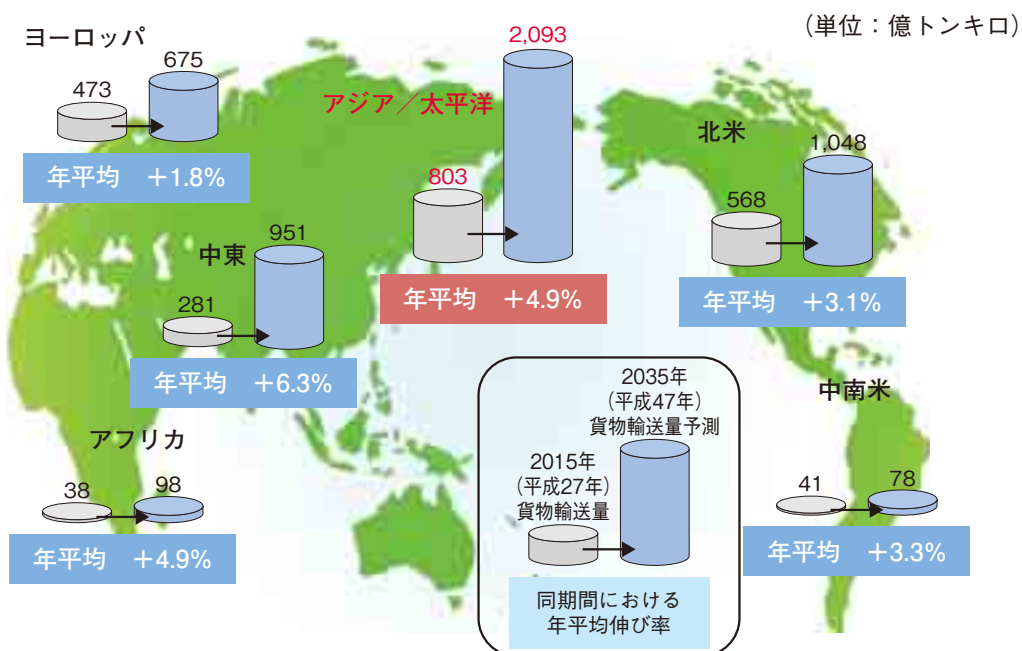 (単位：億トンキロ)
ヨーロッパ
473
675
年平均 +1.8%
アジア／太平洋
803
2,093
年平均 +4.9%
北米
568
1,048
年平均 +3.1%
中東
281
951
年平均 +6.3%
アフリカ
38
98
年平均 +4.9%
中南米
41
78
年平均 +3.3%
2015年
(平成27年)
貨物輸送量
2035年
(平成47年)
貨物輸送量予測
同期間における
年平均伸び率